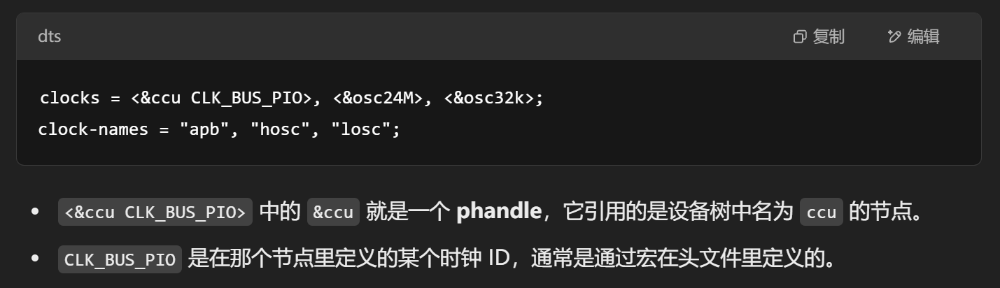 dts 复制 编辑
clocks = <&ccu CLK_BUS_PIO>, <&osc24M>, <&osc32k>;
clock-names = "apb", "hosc", "losc";
• <&ccu CLK_BUS_PIO> 中的 &ccu 就是一个 phandle，它引用的是设备树中名为 ccu 的节点。
• CLK_BUS_PIO 是在那个节点里定义的某个时钟 ID，通常是通过宏在头文件里定义的。